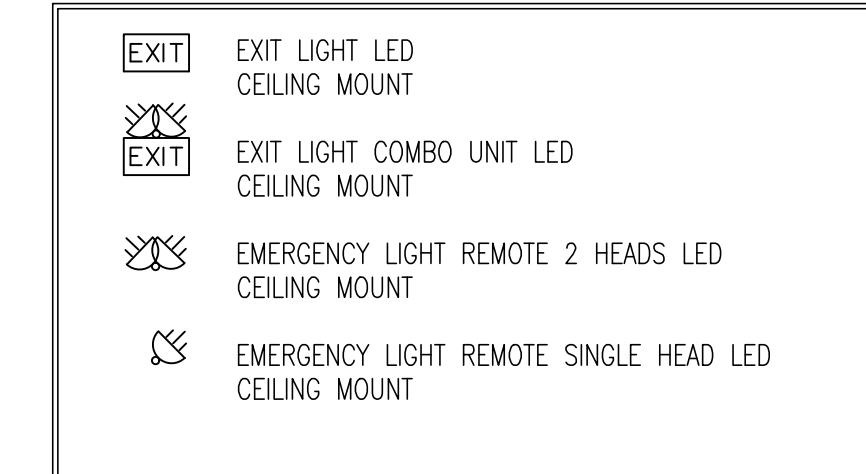 EXIT EXIT LIGHT LED
CEILING MOUNT
EXIT EXIT LIGHT COMBO UNIT LED
CEILING MOUNT
EMERGENCY LIGHT REMOTE 2 HEADS LED
CEILING MOUNT
EMERGENCY LIGHT REMOTE SINGLE HEAD LED
CEILING MOUNT